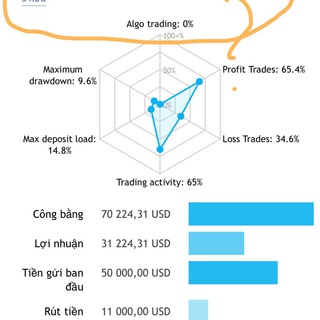 Algo trading: 0%
100+%
Maximum
drawdown: 9.6%
50%
Profit Trades: 65.4%
0%
Max deposit load:
14.8%
Loss Trades: 34.6%
Trading activity: 65%
Công bằng 70 224,31 USD
Lợi nhuận 31 224,31 USD
Tiền gửi ban
đầu 50 000,00 USD
Rút tiền 11 000,00 USD